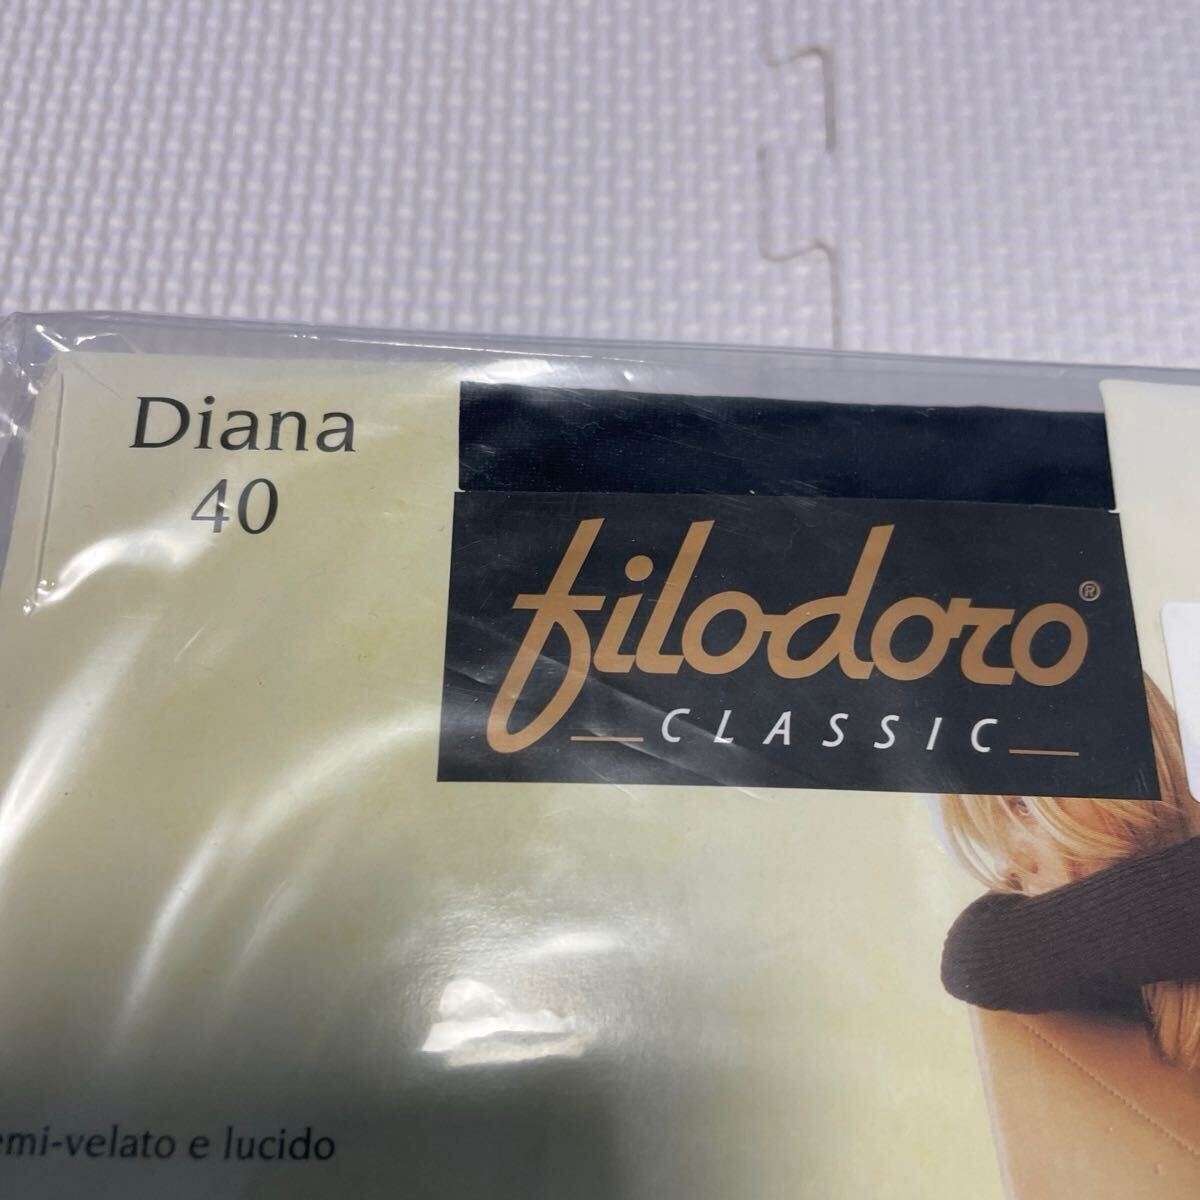 Diana
40
filodoro®
CLASSIC
emi-velato e lucido